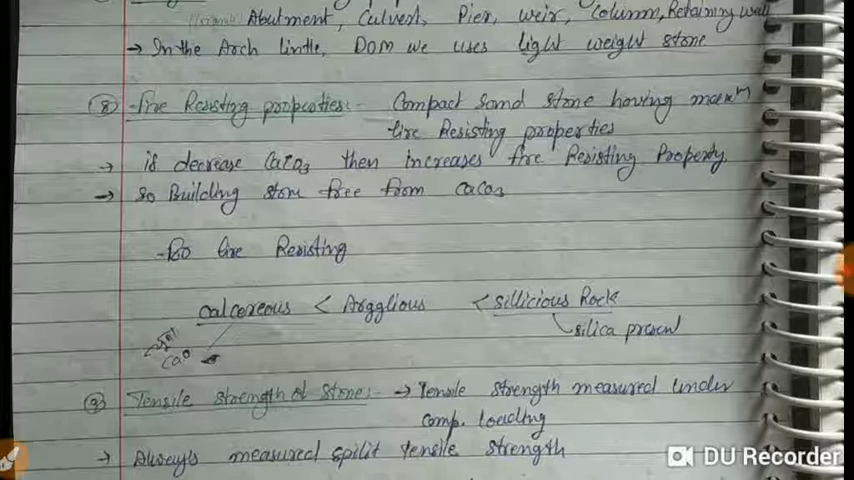 Abutment, Culvert, Pier, weir, Column, Retaining wall
→ In the Arch lintle, DOM we uses light weight stone
(8) fire Resisting propeoties:- Compact sand stone having maxm
fire Resisting properties
→ is decrease CaCO3 then increases fire Resisting Property.
→ so Building stone free from CaCO3
fire Resisting
calcereous < Argglious < sillicious Rock
silica present
CaO
(9) Tensile strength of stone:- → Tensile strength measured under
comp. loading
→ Always measured spilit tensile strength
DU Recorder